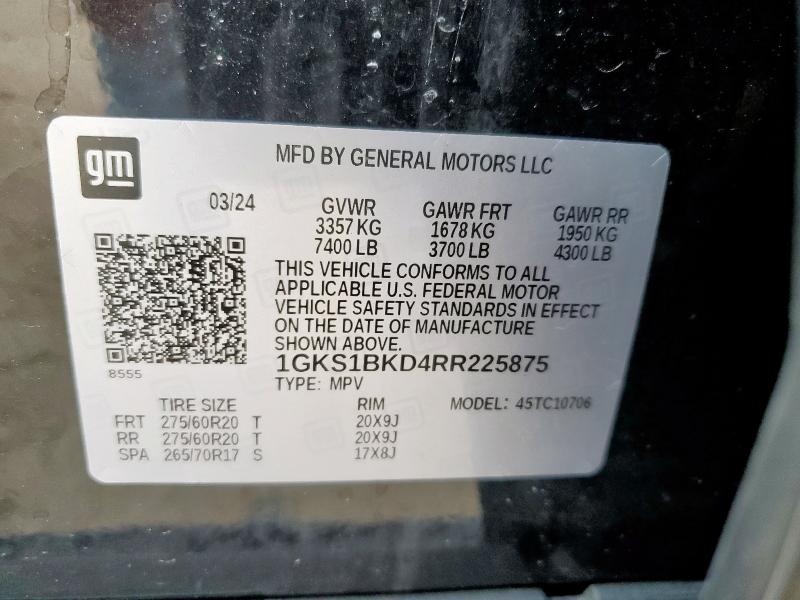 gm
MFD BY GENERAL MOTORS LLC
03/24
GVWR GAWR FRT GAWR RR
3357 KG 1678 KG 1950 KG
7400 LB 3700 LB 4300 LB
THIS VEHICLE CONFORMS TO ALL
APPLICABLE U.S. FEDERAL MOTOR
VEHICLE SAFETY STANDARDS IN EFFECT
ON THE DATE OF MANUFACTURE
SHOWN ABOVE.
1GKS1BKD4RR225875
8555
TYPE: MPV
TIRE SIZE RIM MODEL: 45TC10706
FRT 275/60R20 T 20X9J
RR 275/60R20 T 20X9J
SPA 265/70R17 S 17X8J